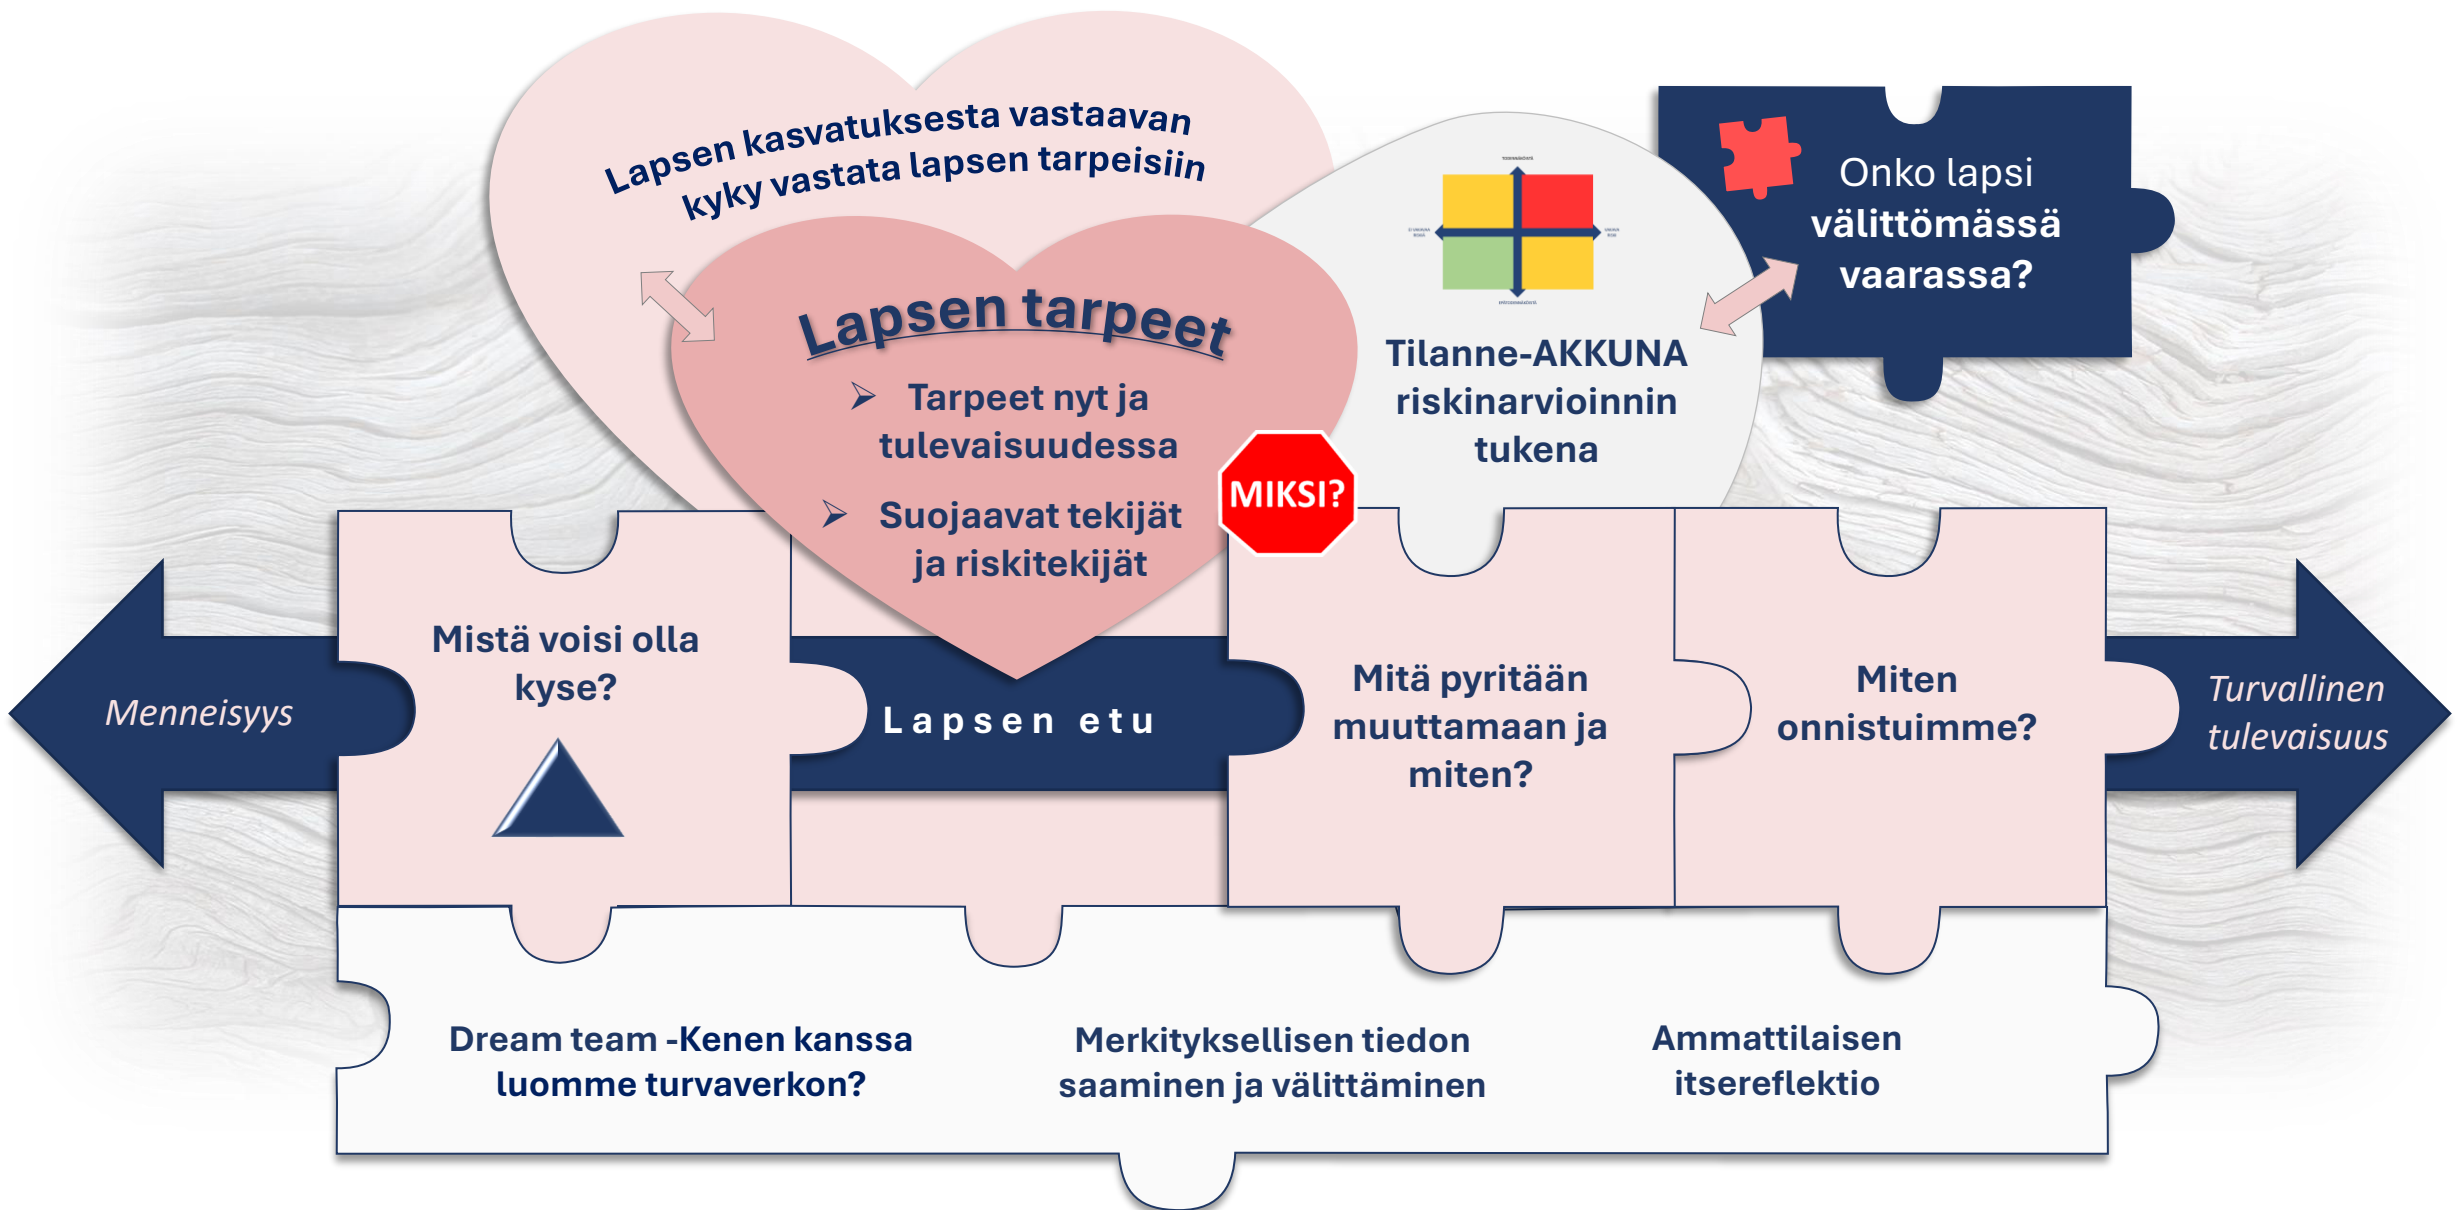 Lapsen kasvatuksesta vastaavan
kyky vastata lapsen tarpeisiin
Lapsen tarpeet
➢ Tarpeet nyt ja
tulevaisuudessa
➢ Suojaavat tekijät
ja riskitekijät
MIKSI?
Tilanne-AKKUNA
riskinarvioinnin
tukena
Onko lapsi
välittömässä
vaarassa?
Menneisyys
Mistä voisi olla
kyse?
Lapsen etu
Mitä pyritään
muuttamaan ja
miten?
Miten
onnistuimme?
Turvallinen
tulevaisuus
Dream team -Kenen kanssa
luomme turvaverkon?
Merkityksellisen tiedon
saaminen ja välittäminen
Ammattilaisen
itsereflektio